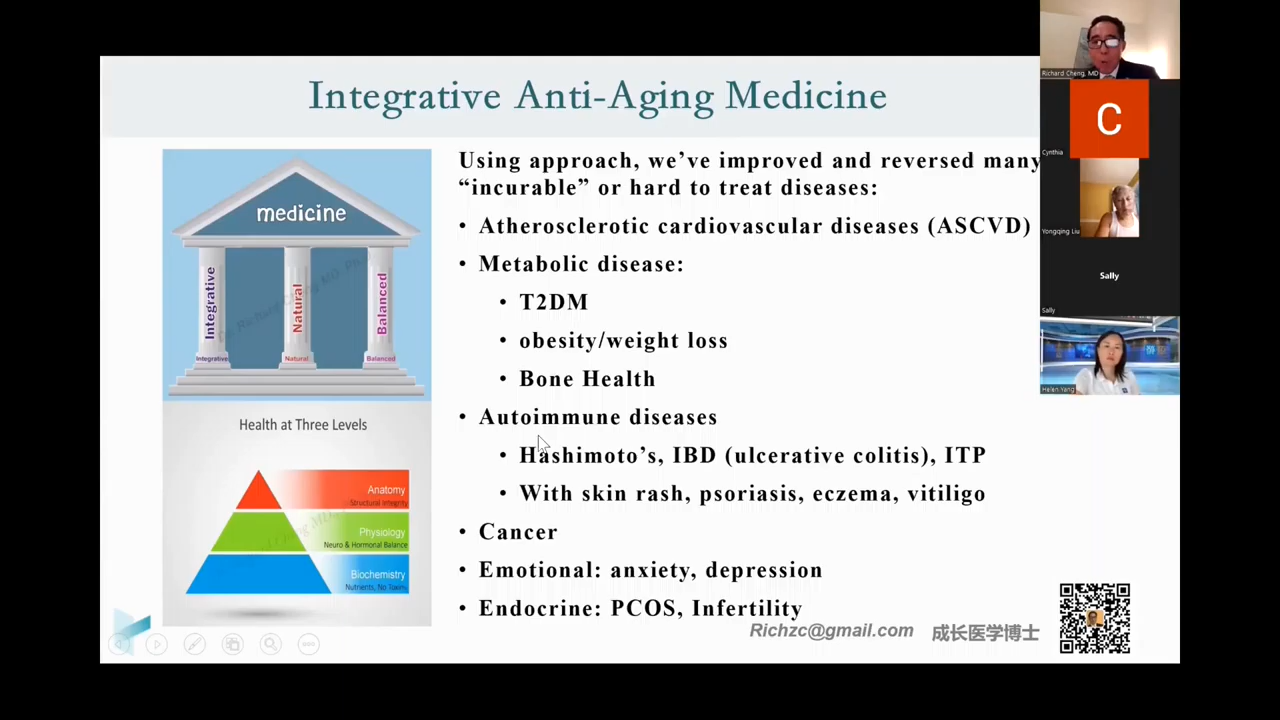 Integrative Anti-Aging Medicine
medicine
Integrative
Natural
Balanced
Integrative
Natural
Balanced
Health at Three Levels
Anatomy
Structural Integrity
Physiology
Neuro & Hormonal Balance
Biochemistry
Using approach, we’ve improved and reversed many
“incurable” or hard to treat diseases:
• Atherosclerotic cardiovascular diseases (ASCVD)
• Metabolic disease:
• T2DM
• obesity/weight loss
• Bone Health
• Autoimmune diseases
• Hashimoto’s, IBD (ulcerative colitis), ITP
• With skin rash, psoriasis, eczema, vitiligo
• Cancer
• Emotional: anxiety, depression
• Endocrine: PCOS, Infertility
Richzc@gmail.com 成长医学博士
Richard Cheng, MD
C
Cynthia
Yongqing Liu
Sally
Sally
Helen Yang